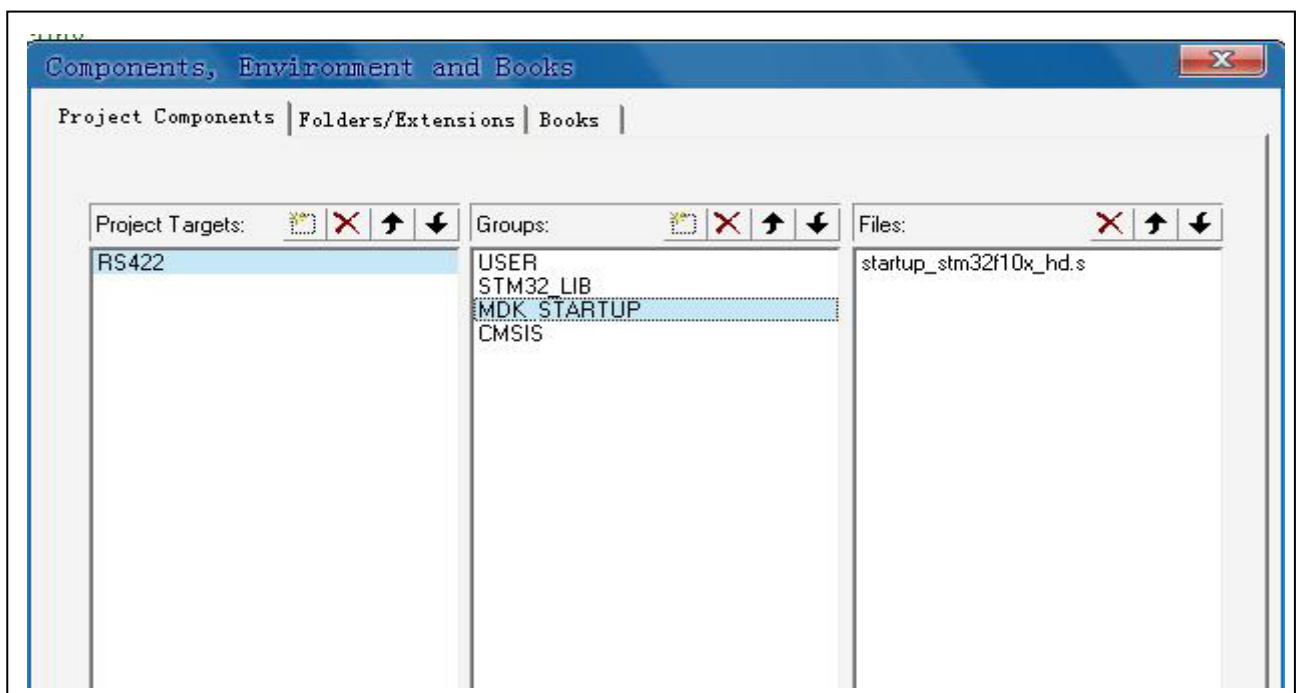 Components, Environment and Books
Project Components Folders/Extensions Books
Project Targets: Groups: Files:
RS422 USER startup_stm32f10x_hd.s
STM32_LIB
MDK_STARTUP
CMSIS